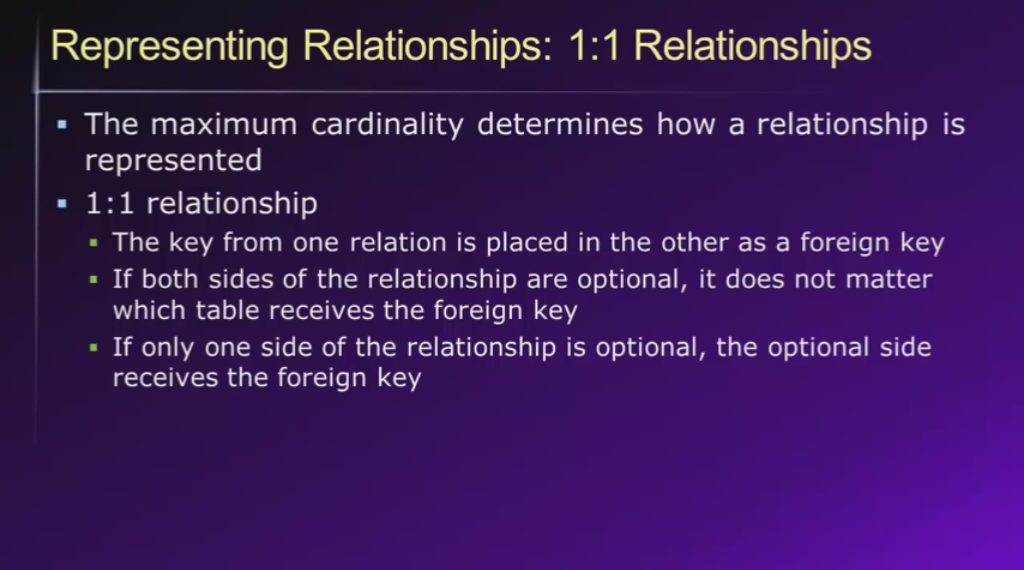 Representing Relationships: 1:1 Relationships
▪ The maximum cardinality determines how a relationship is
represented
▪ 1:1 relationship
▪ The key from one relation is placed in the other as a foreign key
▪ If both sides of the relationship are optional, it does not matter
which table receives the foreign key
▪ If only one side of the relationship is optional, the optional side
receives the foreign key